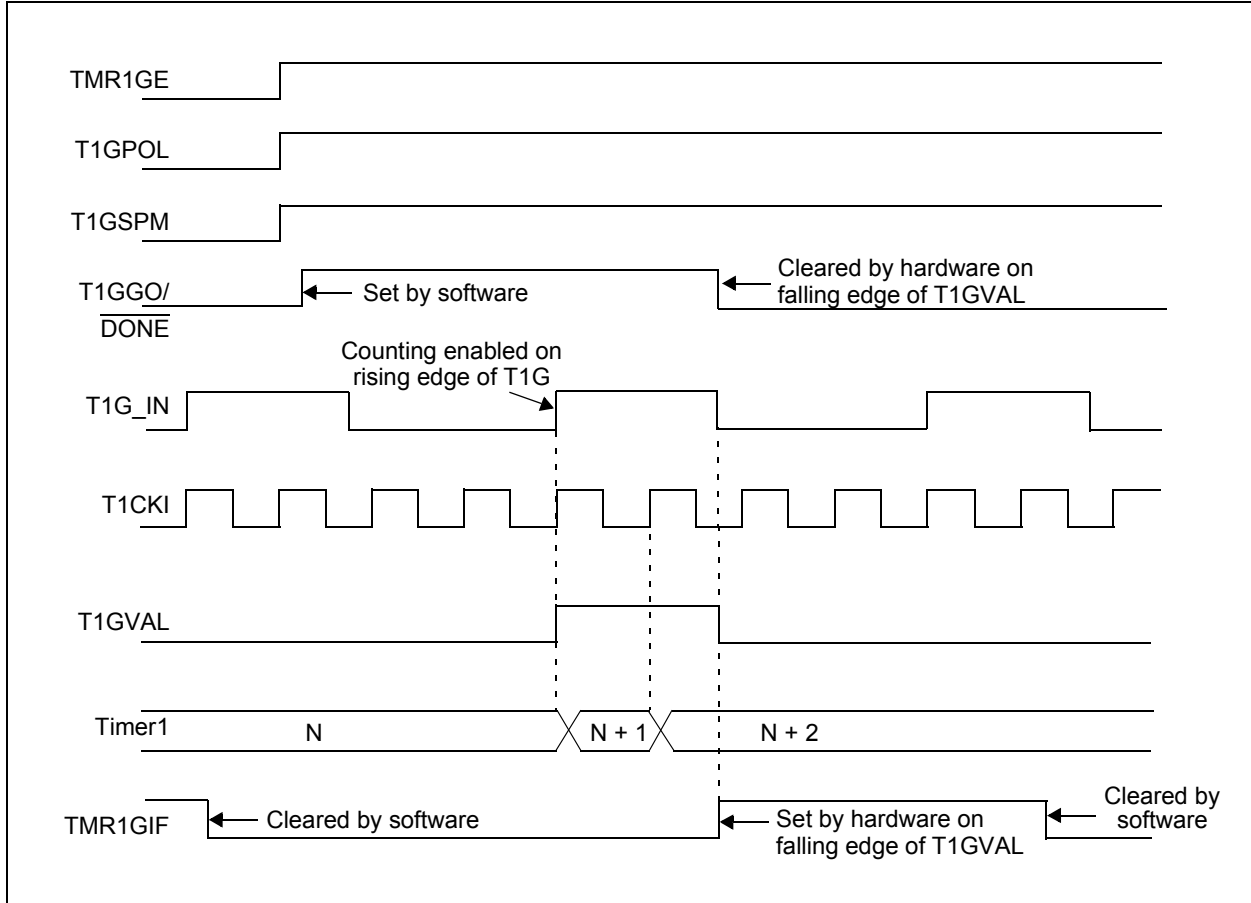 TMR1GE
T1GPOL
T1GSPM
T1GGO/
DONE
Set by software
Cleared by hardware on
falling edge of T1GVAL
Counting enabled on
rising edge of T1G
T1G_IN
T1CKI
T1GVAL
Timer1
N
N + 1
N + 2
TMR1GIF
Cleared by software
Set by hardware on
falling edge of T1GVAL
Cleared by
software